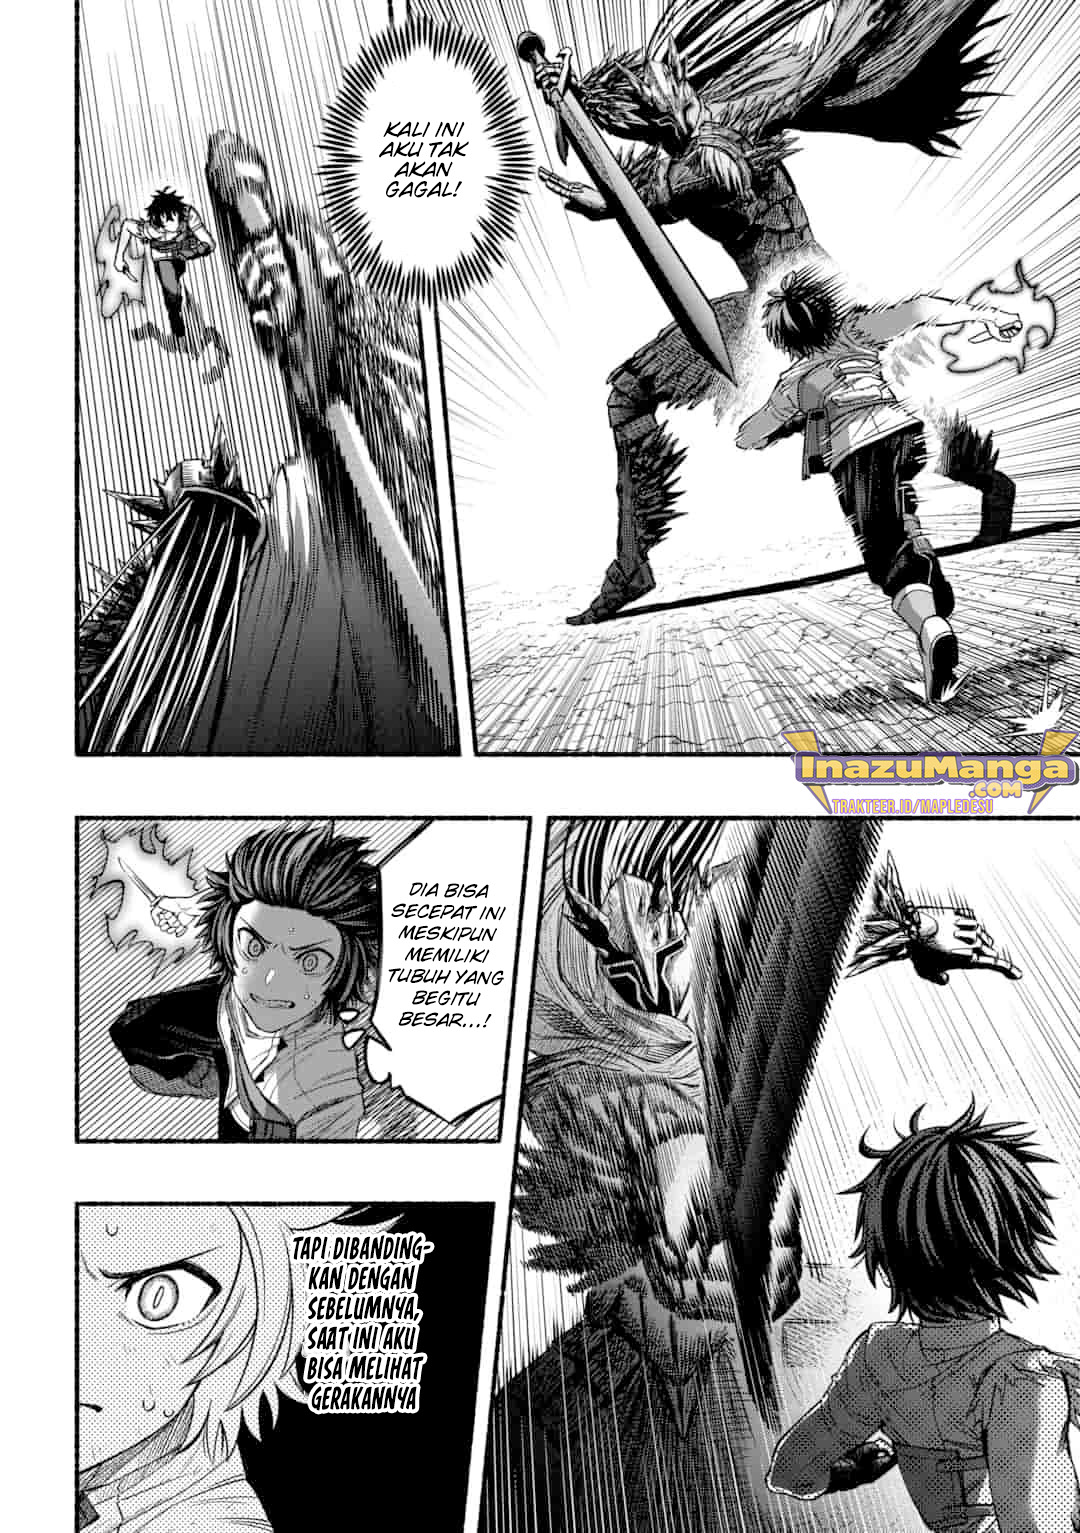 KALI INI
AKU TAK
AKAN
GAGAL!
INAZUMANGA
.COM
TRAKTEER.ID/MAPLEDESU
DIA BISA
SECEPAT INI
MESKIPUN
MEMILIKI
TUBUH YANG
BEGITU
BESAR...!
TAPI DIBANDING-
KAN DENGAN
SEBELUMNYA,
SAAT INI AKU
BISA MELIHAT
GERAKANNYA